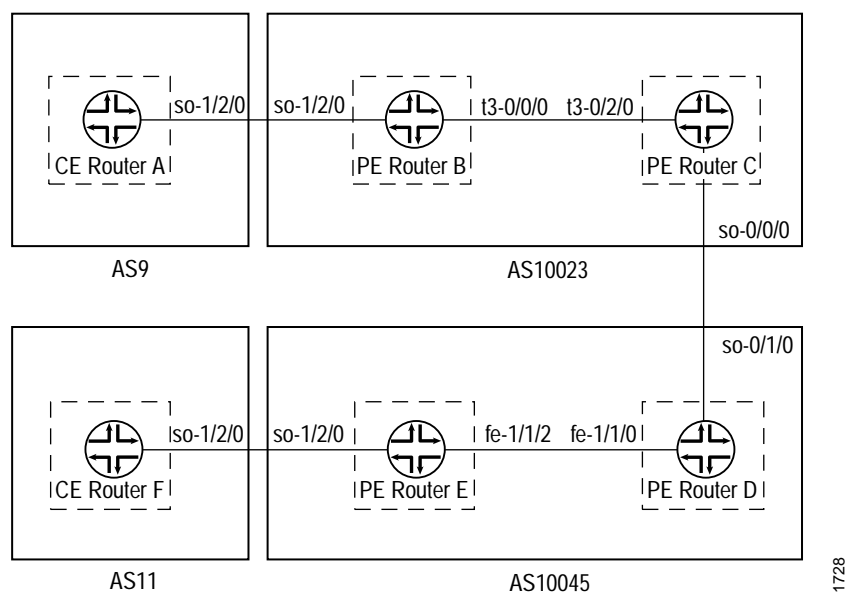 so-1/2/0 so-1/2/0 t3-0/0/0 t3-0/2/0
CE Router A PE Router B PE Router C
so-0/0/0
AS9 AS10023
so-0/1/0
so-1/2/0 so-1/2/0 fe-1/1/2 fe-1/1/0
CE Router F PE Router E PE Router D
AS11 AS10045
1728